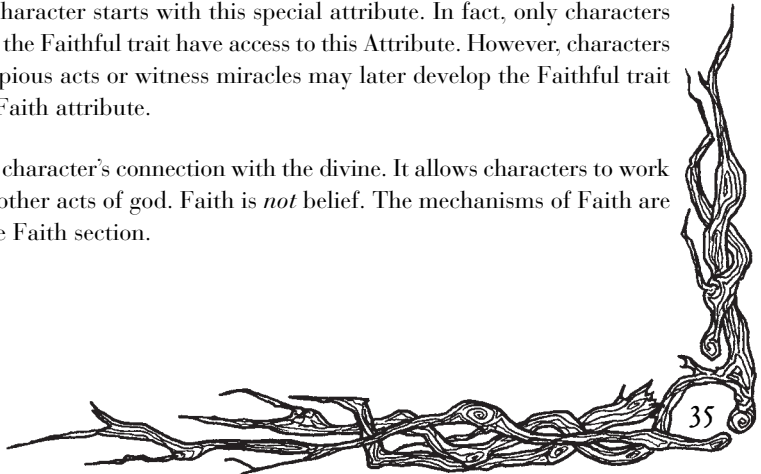 haracter starts with this special attribute. In fact, only characters
the Faithful trait have access to this Attribute. However, characters
pious acts or witness miracles may later develop the Faithful trait
Faith attribute.
character’s connection with the divine. It allows characters to work
other acts of god. Faith is not belief. The mechanisms of Faith are
e Faith section.
35